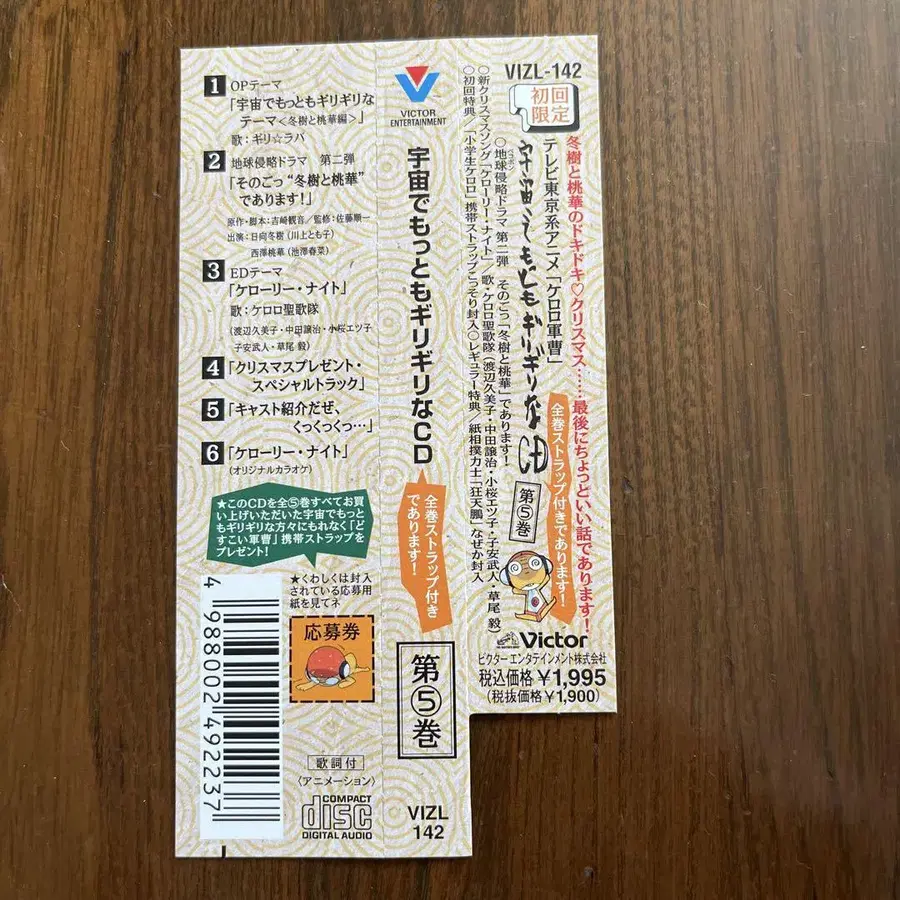 1 OPテーマ
「宇宙でもっともギリギリな
テーマ<冬樹と桃華編>」
歌：ギリ☆ラバ
2 地球侵略ドラマ 第二弾
「そのごっ“冬樹と桃華”
であります！」
原作・脚本：吉崎観音／監修：佐藤順一
出演：日向冬樹（川上とも子）
西澤桃華（池澤春菜）
3 EDテーマ
「ケローリー・ナイト」
歌：ケロロ聖歌隊
（渡辺久美子・中田譲治・小桜エツ子
子安武人・草尾 毅）
4 「クリスマスプレゼント・
スペシャルトラック」
5 「キャスト紹介だぜ、
くっくっくっ…」
6 「ケローリー・ナイト」
（オリジナルカラオケ）
★このCDを全⑤巻すべてお買
い上げいただいた宇宙でもっと
もギリギリな方々にもれなく「ど
すこい軍曹」携帯ストラップを
プレゼント！
★くわしくは封入
されている応募用
紙を見てネ
応募券
4988002492237
歌詞付
〈アニメーション〉
COMPACT
disc
DIGITAL AUDIO
VICTOR
ENTERTAINMENT
宇宙でもっともギリギリなCD
全巻ストラップ付き
であります！
第⑤巻
VIZL
142
VIZL-142
初回
限定
冬樹と桃華のドキドキ♡クリスマス……最後にちょっといい話であります！
テレビ東京系アニメ「ケロロ軍曹」
宇宙でもっともギリギリなCD
第⑤巻
全巻ストラップ付きであります！
○地球侵略ドラマ 第二弾 そのごっ「冬樹と桃華」であります！
○新クリスマスソング「ケローリー・ナイト」／歌・ケロロ聖歌隊（渡辺久美子・中田譲治・小桜エツ子・子安武人・草尾 毅）
○初回特典／「小学生ケロロ」携帯ストラップこっそり封入○レギュラー特典／紙相撲力士「狂天鵬」なぜか封入
Victor
ビクターエンタテインメント株式会社
税込価格￥1,995
（税抜価格￥1,900）